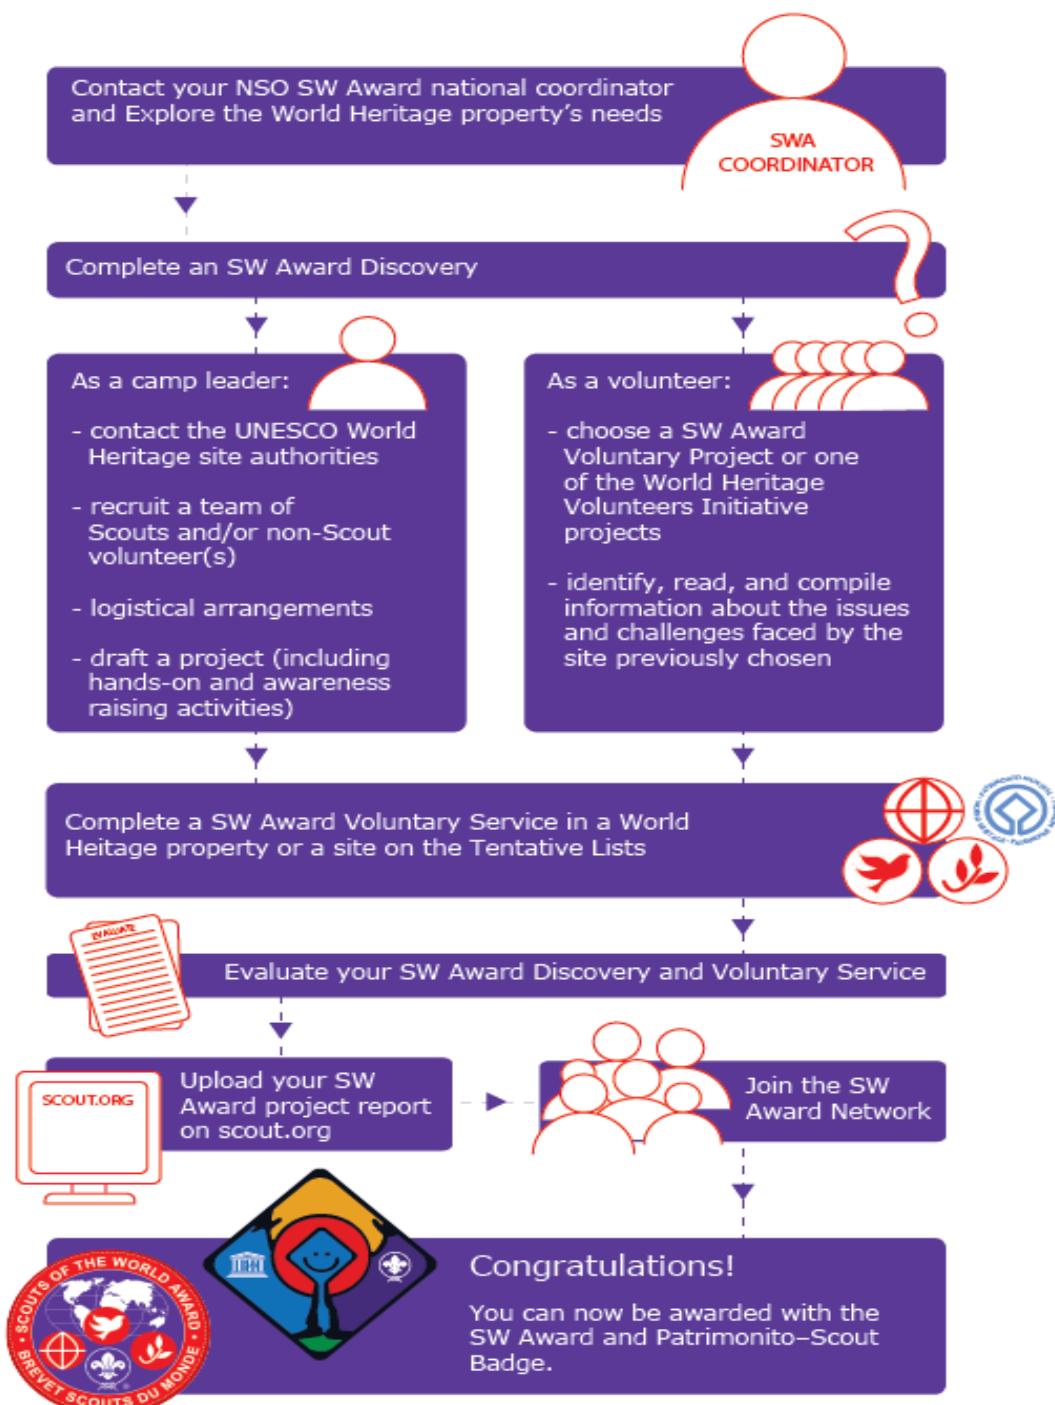 Contact your NSO SW Award national coordinator
and Explore the World Heritage property's needs
SWA
COORDINATOR
Complete an SW Award Discovery
As a camp leader:
- contact the UNESCO World
Heritage site authorities
- recruit a team of
Scouts and/or non-Scout
volunteer(s)
- logistical arrangements
- draft a project (including
hands-on and awareness
raising activities)
As a volunteer:
- choose a SW Award
Voluntary Project or one
of the World Heritage
Volunteers Initiative
projects
- identify, read, and compile
information about the issues
and challenges faced by the
site previously chosen
Complete a SW Award Voluntary Service in a World
Heitage property or a site on the Tentative Lists
EVALUATE
Evaluate your SW Award Discovery and Voluntary Service
SCOUT.ORG
Upload your SW
Award project report
on scout.org
Join the SW
Award Network
Congratulations!
You can now be awarded with the
SW Award and Patrimonito–Scout
Badge.
• SCOUTS OF THE WORLD AWARD •
BREVET SCOUTS DU MONDE